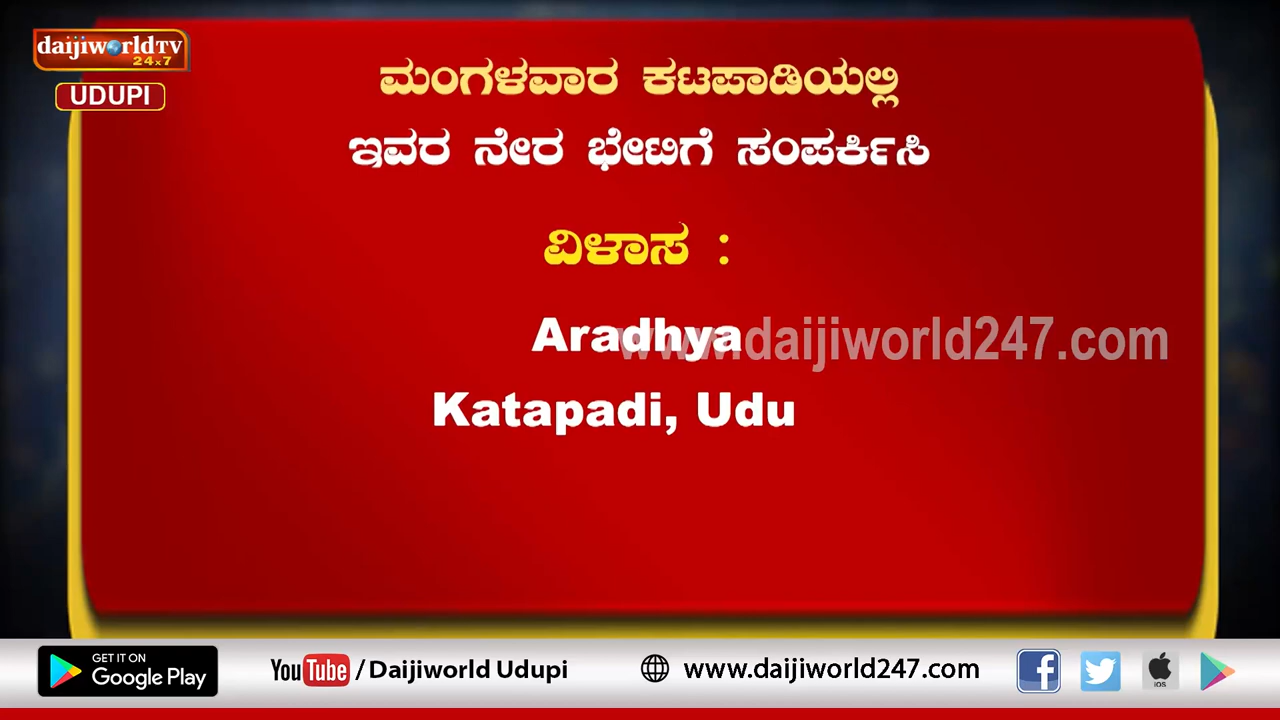 daijiworldTV
24x7
UDUPI
ಮಂಗಳವಾರ ಕಟಪಾಡಿಯಲ್ಲಿ
ಇವರ ನೇರ ಭೇಟಿಗೆ ಸಂಪರ್ಕಿಸಿ
ವಿಳಾಸ :
Aradhya
www.daijiworld247.com
Katapadi, Udu
GET IT ON
Google Play
YouTube /Daijiworld Udupi
www.daijiworld247.com
iOS